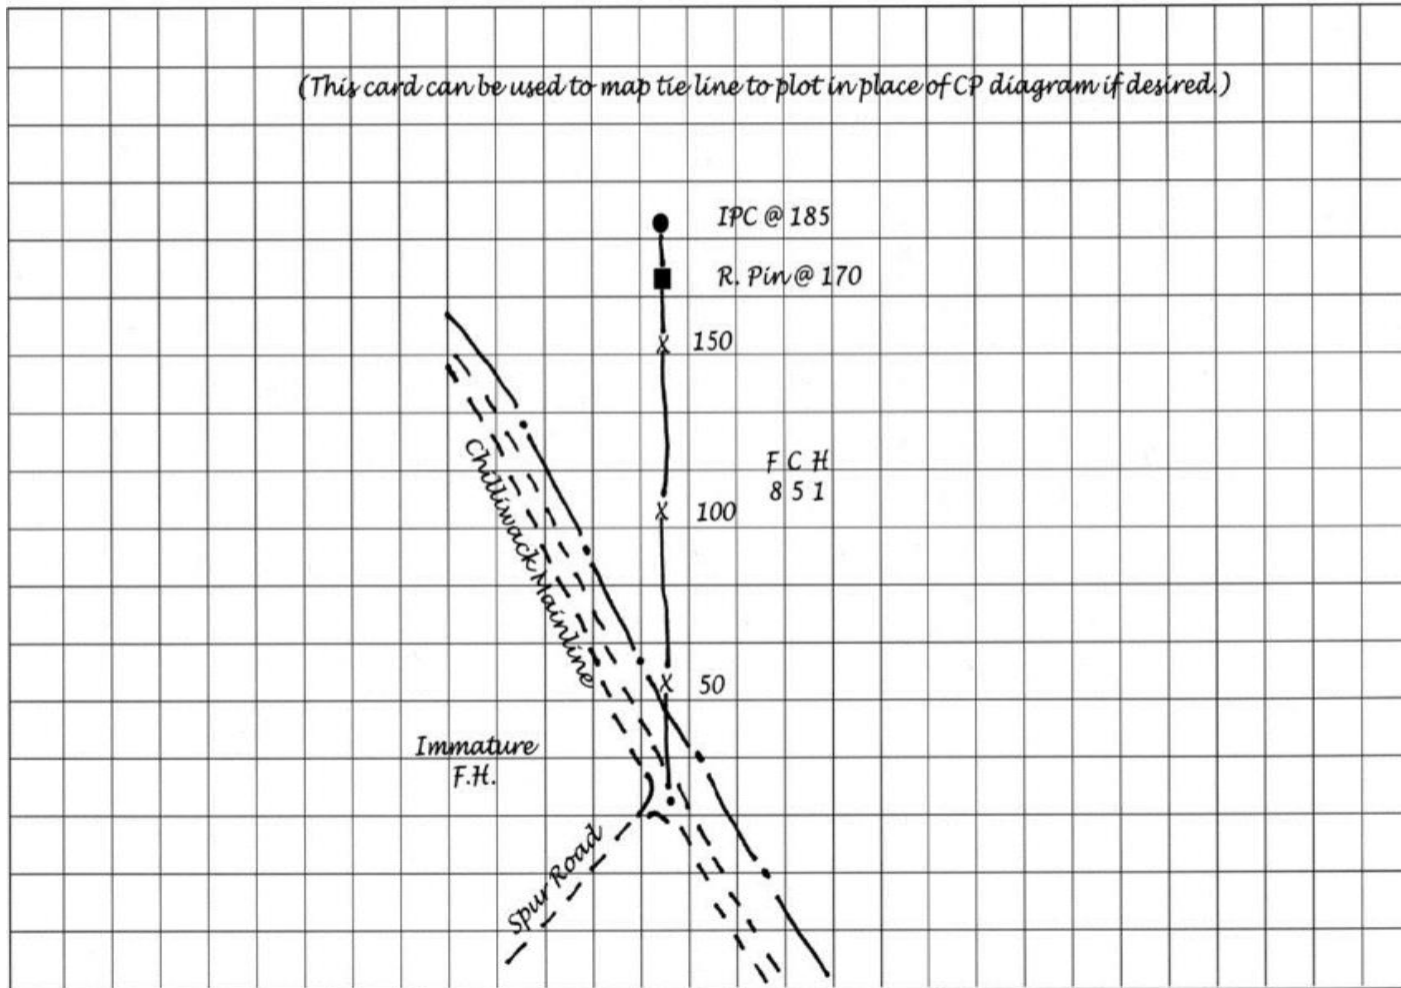 (This card can be used to map tie line to plot in place of CP diagram if desired.)
IPC @ 185
R. Pin @ 170
X 150
F C H
8 5 1
X 100
Chilliwack Mainline
X 50
Immature
F.H.
Spur Road